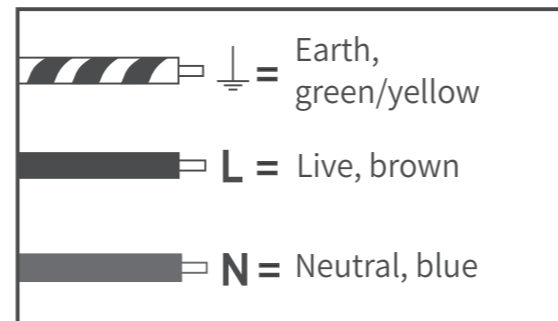 ⏚ = Earth,
green/yellow
L = Live, brown
N = Neutral, blue